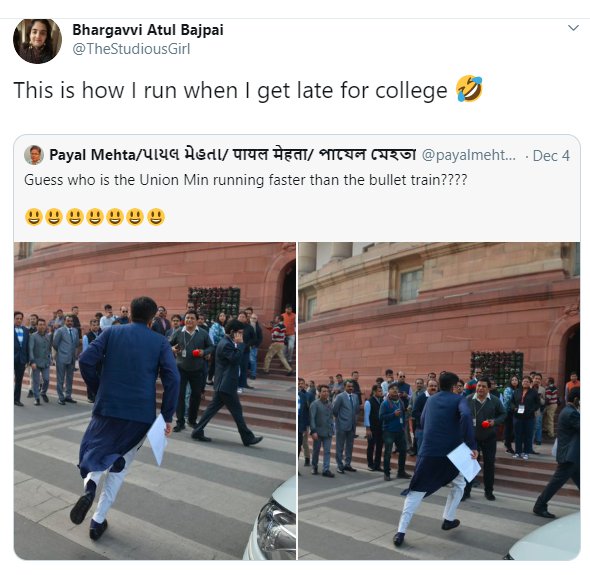 Bhargavvi Atul Bajpai
@TheStudiousGirl
This is how I run when I get late for college 🤣
Payal Mehta/પાયલ મેહતા/ पायल मेहता/ পাযেল মেহতা @payalmeht... · Dec 4
Guess who is the Union Min running faster than the bullet train????
😃😃😃😃😃😃😃